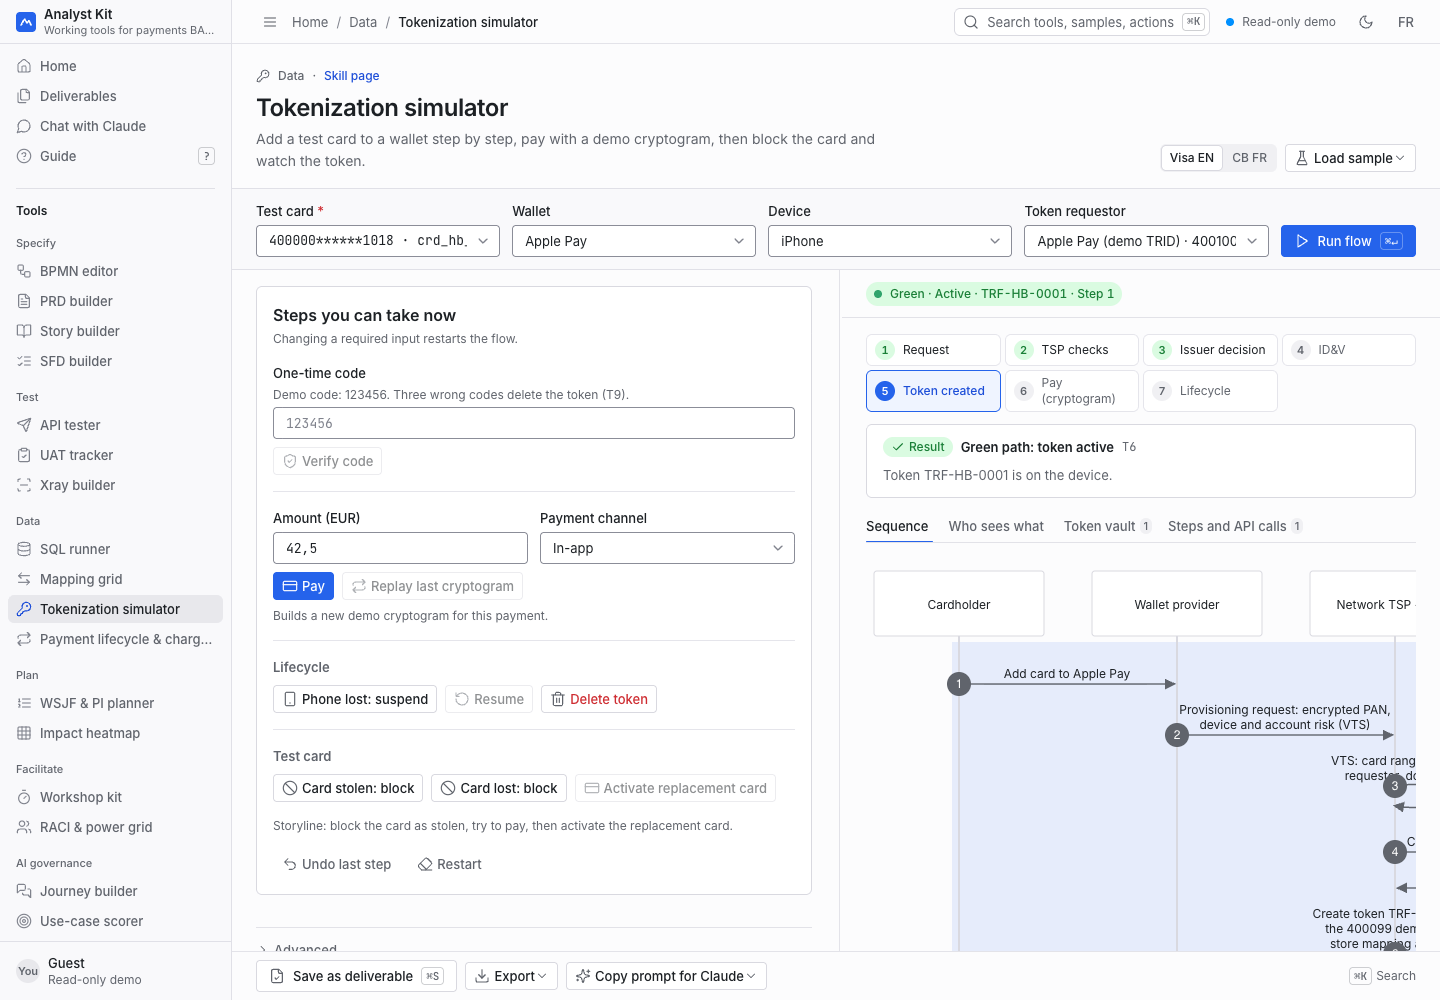 Analyst Kit
Working tools for payments BA...
Home
Deliverables
Chat with Claude
Guide
?
Tools
Specify
BPMN editor
PRD builder
Story builder
SFD builder
Test
API tester
UAT tracker
Xray builder
Data
SQL runner
Mapping grid
Tokenization simulator
Payment lifecycle & charg...
Plan
WSJF & PI planner
Impact heatmap
Facilitate
Workshop kit
RACI & power grid
AI governance
Journey builder
Use-case scorer
You
Guest
Read-only demo
Home / Data / Tokenization simulator
Search tools, samples, actions ⌘K
Read-only demo
FR
Data · Skill page
Tokenization simulator
Add a test card to a wallet step by step, pay with a demo cryptogram, then block the card and
watch the token.
Visa EN
CB FR
Load sample
Test card *
400000******1018 · crd_hb_
Wallet
Apple Pay
Device
iPhone
Token requestor
Apple Pay (demo TRID) · 40010
Run flow ⌘↵
Steps you can take now
Changing a required input restarts the flow.
One-time code
Demo code: 123456. Three wrong codes delete the token (T9).
123456
Verify code
Amount (EUR)
42,5
Payment channel
In-app
Pay
Replay last cryptogram
Builds a new demo cryptogram for this payment.
Lifecycle
Phone lost: suspend
Resume
Delete token
Test card
Card stolen: block
Card lost: block
Activate replacement card
Storyline: block the card as stolen, try to pay, then activate the replacement card.
Undo last step
Restart
Advanced
Green · Active · TRF-HB-0001 · Step 1
1 Request
2 TSP checks
3 Issuer decision
4 ID&V
5 Token created
6 Pay
(cryptogram)
7 Lifecycle
Result
Green path: token active T6
Token TRF-HB-0001 is on the device.
Sequence
Who sees what
Token vault 1
Steps and API calls 1
Cardholder
Wallet provider
Network TSP
1
Add card to Apple Pay
Provisioning request: encrypted PAN,
device and account risk (VTS)
2
VTS: card rang
requestor, do
3
4
C
Create token TRF-
the 400099 dem
store mapping a
Save as deliverable ⌘S
Export
Copy prompt for Claude
⌘K Search